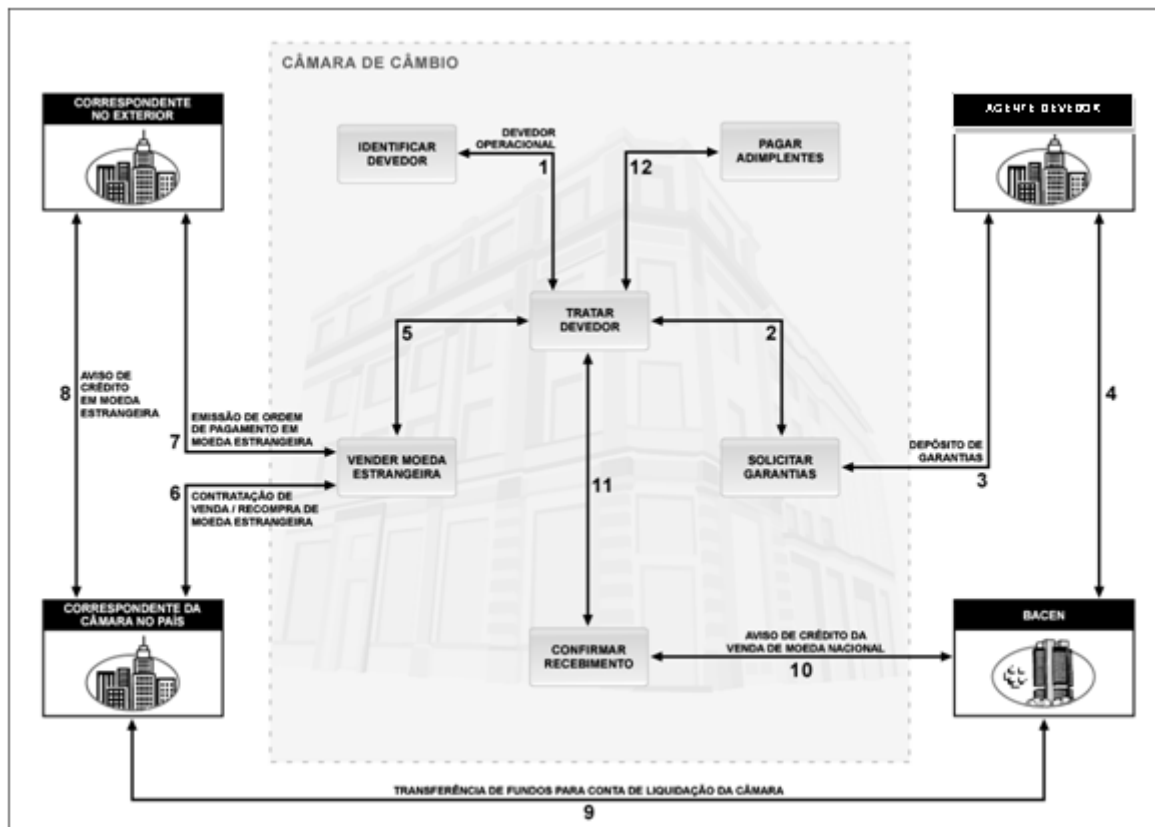 CÂMARA DE CÂMBIO
CORRESPONDENTE
NO EXTERIOR
IDENTIFICAR
DEVEDOR
DEVEDOR
OPERACIONAL
1
12
PAGAR
ADIMPLENTES
AGENTE DEVEDOR
TRATAR
DEVEDOR
5
2
8
AVISO DE
CRÉDITO
EM MOEDA
ESTRANGEIRA
7
EMISSÃO DE ORDEM
DE PAGAMENTO EM
MOEDA ESTRANGEIRA
VENDER MOEDA
ESTRANGEIRA
6
CONTRATAÇÃO DE
VENDA / RECOMPRA DE
MOEDA ESTRANGEIRA
11
SOLICITAR
GARANTIAS
DEPÓSITO DE
GARANTIAS
3
4
CORRESPONDENTE DA
CÂMARA NO PAÍS
CONFIRMAR
RECEBIMENTO
AVISO DE CRÉDITO DA
VENDA DE MOEDA NACIONAL
10
BACEN
TRANSFERÊNCIA DE FUNDOS PARA CONTA DE LIQUIDAÇÃO DA CÂMARA
9